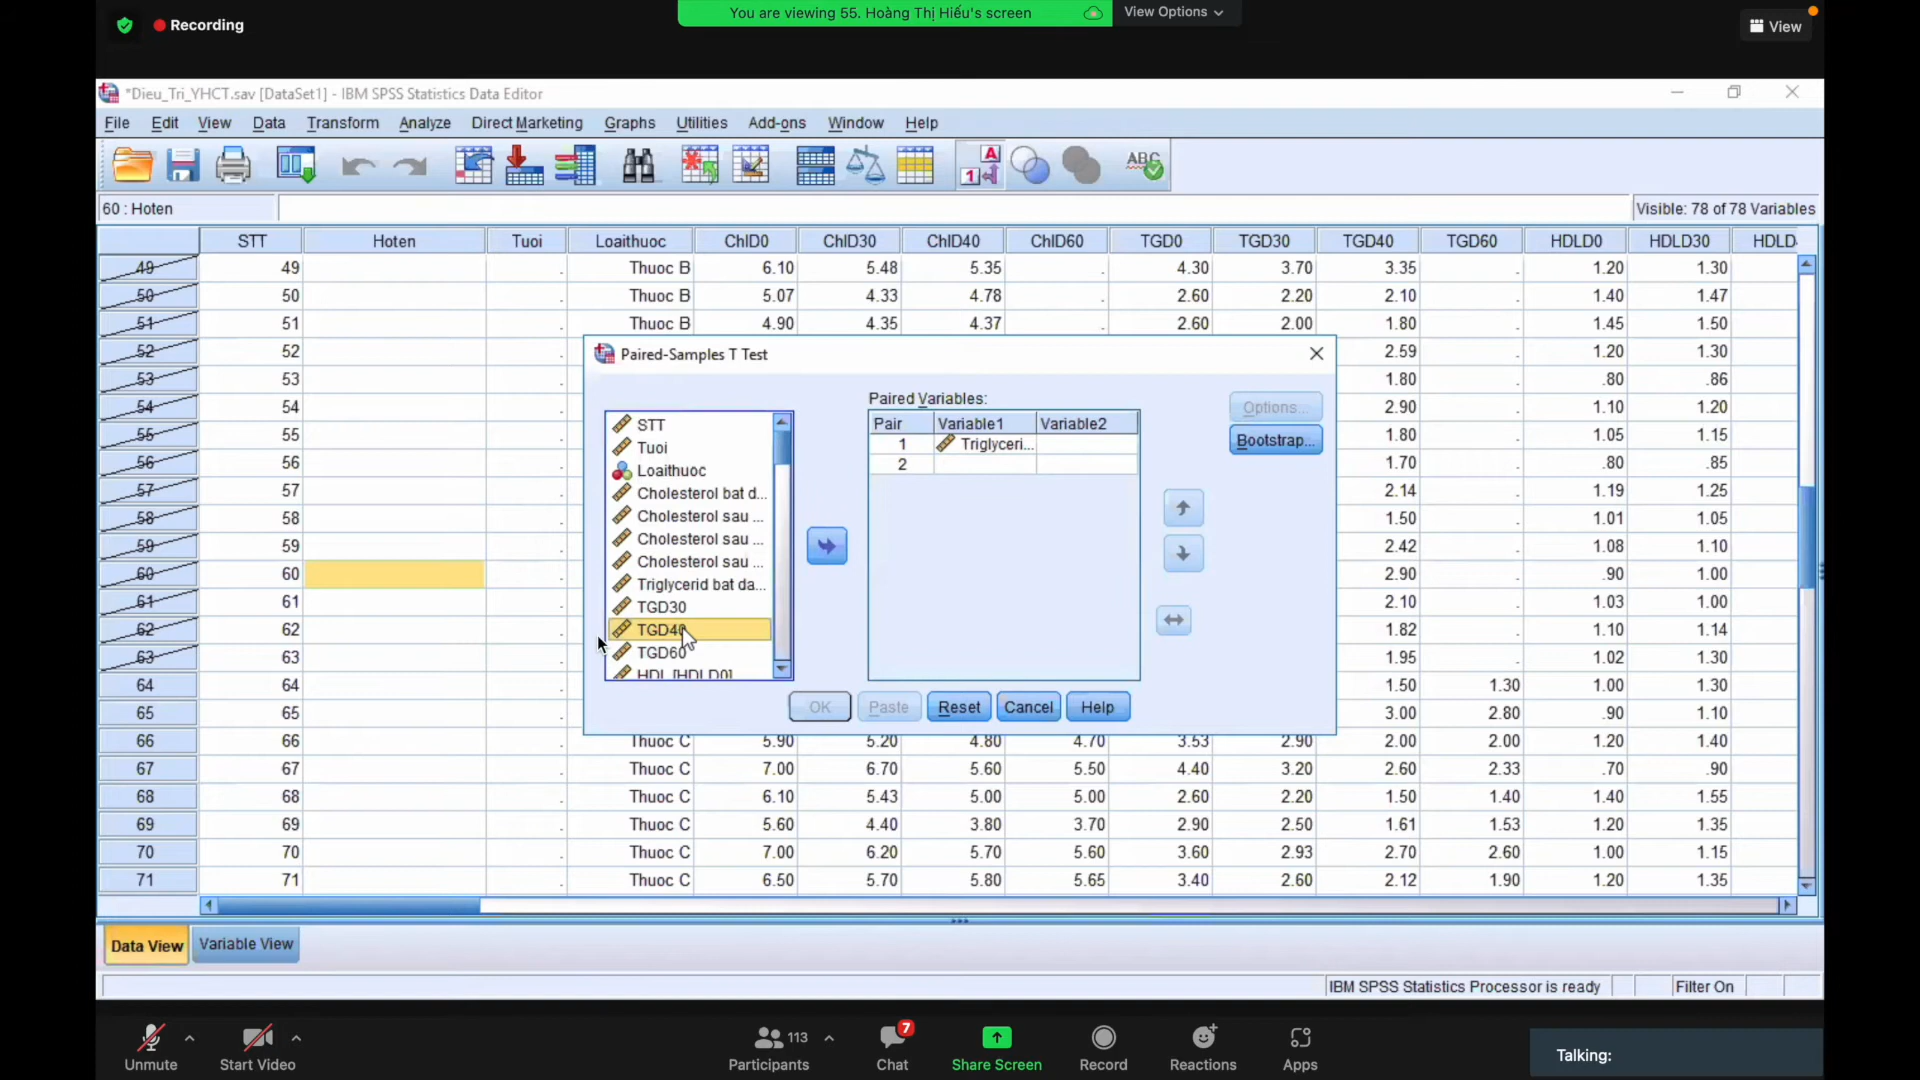 Recording
You are viewing 55. Hoàng Thị Hiếu's screen
View Options
View
*Dieu_Tri_YHCT.sav [DataSet1] - IBM SPSS Statistics Data Editor
File Edit View Data Transform Analyze Direct Marketing Graphs Utilities Add-ons Window Help
A
1
ABC
60 : Hoten
Visible: 78 of 78 Variables
STT Hoten Tuoi Loaithuoc ChID0 ChID30 ChID40 ChID60 TGD0 TGD30 TGD40 TGD60 HDLD0 HDLD30 HDLD
49 49 . Thuoc B 6.10 5.48 5.35 . 4.30 3.70 3.35 . 1.20 1.30
50 50 . Thuoc B 5.07 4.33 4.78 . 2.60 2.20 2.10 . 1.40 1.47
51 51 . Thuoc B 4.90 4.35 4.37 . 2.60 2.00 1.80 . 1.45 1.50
52 52 . 2.59 . 1.20 1.30
53 53 . 1.80 . .80 .86
54 54 . 2.90 . 1.10 1.20
55 55 . 1.80 . 1.05 1.15
56 56 . 1.70 . .80 .85
57 57 . 2.14 . 1.19 1.25
58 58 . 1.50 . 1.01 1.05
59 59 . 2.42 . 1.08 1.10
60 60 . 2.90 . .90 1.00
61 61 . 2.10 . 1.03 1.00
62 62 . 1.82 . 1.10 1.14
63 63 . 1.95 . 1.02 1.30
64 64 . 1.50 1.30 1.00 1.30
65 65 . 3.00 2.80 .90 1.10
66 66 . Thuoc C 5.90 5.20 4.80 4.70 3.53 2.90 2.00 2.00 1.20 1.40
67 67 . Thuoc C 7.00 6.70 5.60 5.50 4.40 3.20 2.60 2.33 .70 .90
68 68 . Thuoc C 6.10 5.43 5.00 5.00 2.60 2.20 1.50 1.40 1.40 1.55
69 69 . Thuoc C 5.60 4.40 3.80 3.70 2.90 2.50 1.61 1.53 1.20 1.35
70 70 . Thuoc C 7.00 6.20 5.70 5.60 3.60 2.93 2.70 2.60 1.00 1.15
71 71 . Thuoc C 6.50 5.70 5.80 5.65 3.40 2.60 2.12 1.90 1.20 1.35
Paired-Samples T Test
STT
Tuoi
Loaithuoc
Cholesterol bat d...
Cholesterol sau ...
Cholesterol sau ...
Cholesterol sau ...
Triglycerid bat da...
TGD30
TGD40
TGD60
HDL [HDLD0]
Paired Variables:
Pair Variable1 Variable2
1 Triglyceri...
2
Options...
Bootstrap...
OK Paste Reset Cancel Help
Data View Variable View
IBM SPSS Statistics Processor is ready
Filter On
Unmute
Start Video
113
Participants
7
Chat
Share Screen
Record
Reactions
Apps
Talking: